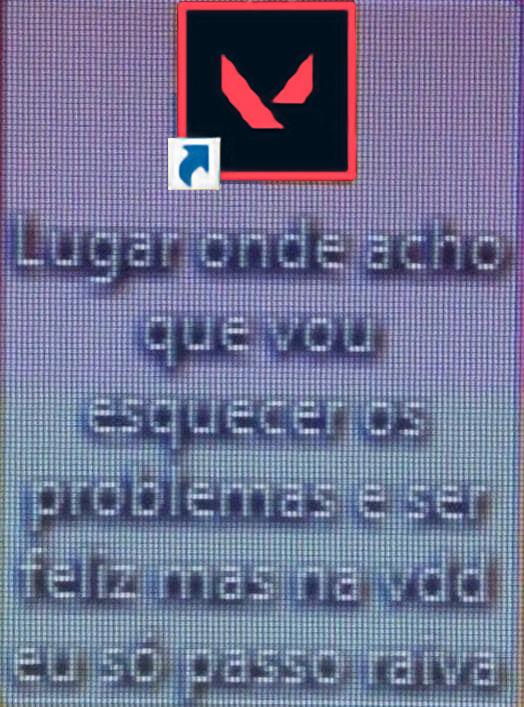 Lugar onde acho
que vou
esquecer os
problemas e ser
feliz mas na vdd
eu só passo raiva